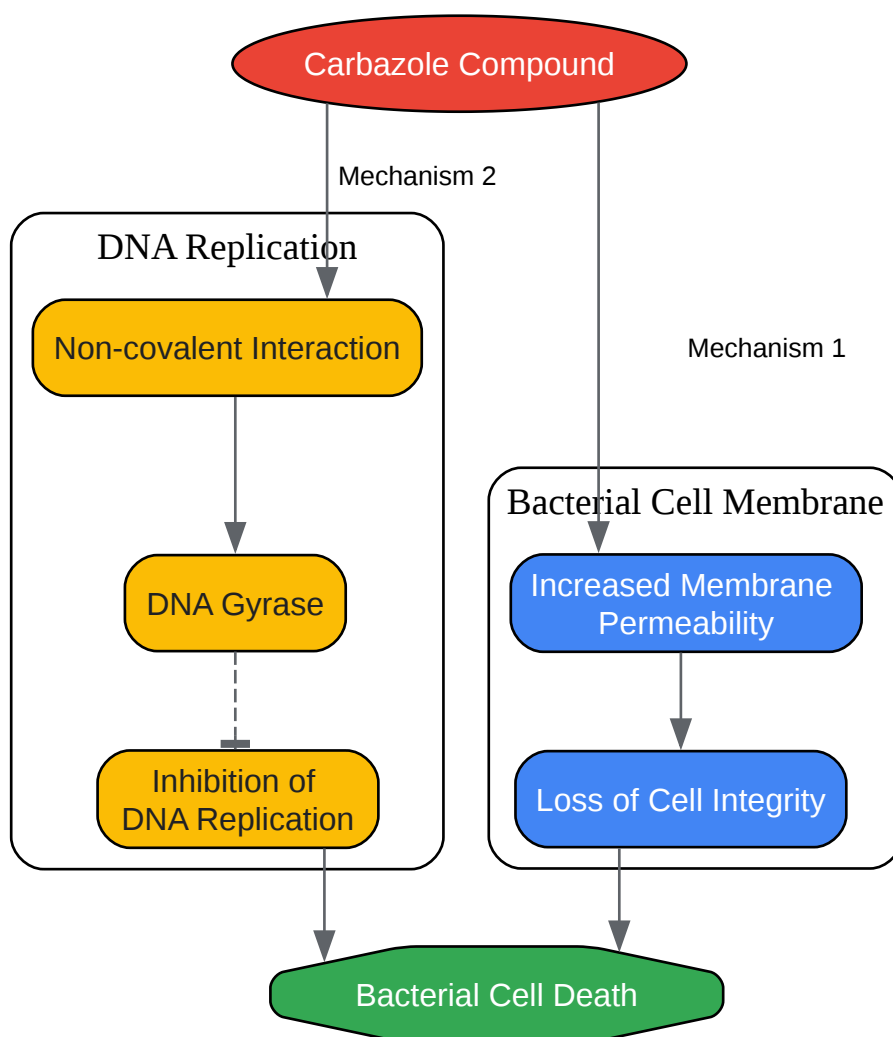 Carbazole Compound
Mechanism 2
DNA Replication
Non-covalent Interaction
Mechanism 1
DNA Gyrase
Inhibition of
DNA Replication
Bacterial Cell Membrane
Increased Membrane
Permeability
Loss of Cell Integrity
Bacterial Cell Death